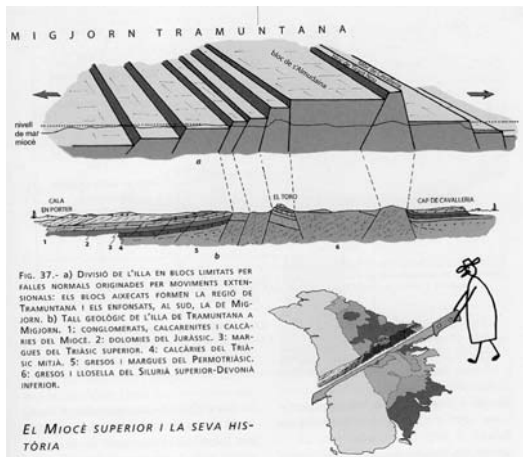 MIGJORN TRAMUNTANA
bloc de s'Almudaina
nivell
de mar
miocè
a
CALA
EN PORTER
EL TORO
CAP DE CAVALLERIA
1 2 3 4 5 6
b
FIG. 37.- a) DIVISIÓ DE L'ILLA EN BLOCS LIMITATS PER
FALLES NORMALS ORIGINADES PER MOVIMENTS EXTEN-
SIONALS: ELS BLOCS AIXECATS FORMEN LA REGIÓ DE
TRAMUNTANA I ELS ENFONSATS, AL SUD, LA DE MIG-
JORN. b) TALL GEOLÒGIC DE L'ILLA DE TRAMUNTANA A
MIGJORN. 1: CONGLOMERATS, CALCARENITES I CALCÀ-
RIES DEL MIOCÈ. 2: DOLOMIES DEL JURÀSSIC. 3: MAR-
GUES DEL TRIÀSIC SUPERIOR. 4: CALCÀRIES DEL TRIÀ-
SIC MITJÀ. 5: GRESOS I MARGUES DEL PERMOTRIÀSIC.
6: GRESOS I LLOSELLA DEL SILURIÀ SUPERIOR-DEVONIÀ
INFERIOR.
EL MIOCÈ SUPERIOR I LA SEVA HIS-
TÒRIA